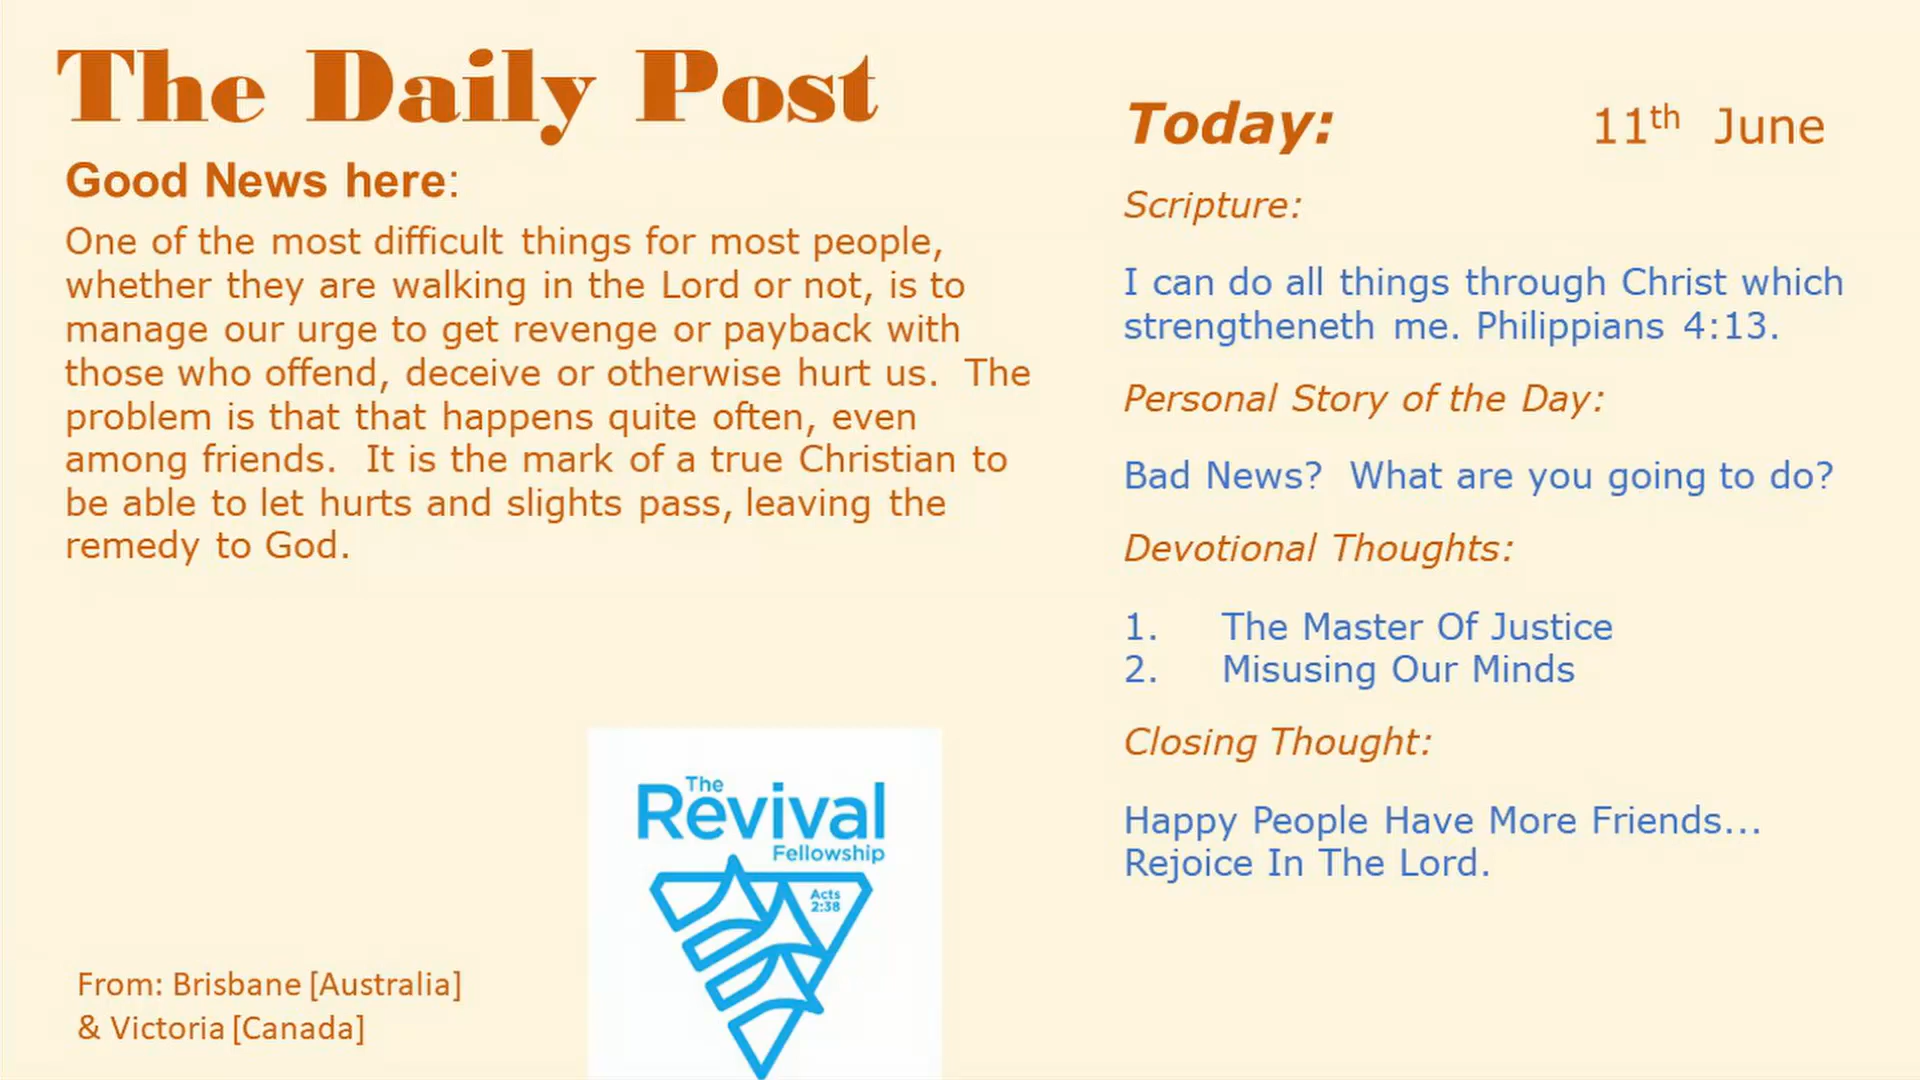 The Daily Post
Good News here:
One of the most difficult things for most people,
whether they are walking in the Lord or not, is to
manage our urge to get revenge or payback with
those who offend, deceive or otherwise hurt us.  The
problem is that that happens quite often, even
among friends.  It is the mark of a true Christian to
be able to let hurts and slights pass, leaving the
remedy to God.
From: Brisbane [Australia]
& Victoria [Canada]
The
Revival
Fellowship
Acts
2:38
Today: 11th June
Scripture:
I can do all things through Christ which
strengtheneth me. Philippians 4:13.
Personal Story of the Day:
Bad News?  What are you going to do?
Devotional Thoughts:
1. The Master Of Justice
2. Misusing Our Minds
Closing Thought:
Happy People Have More Friends...
Rejoice In The Lord.